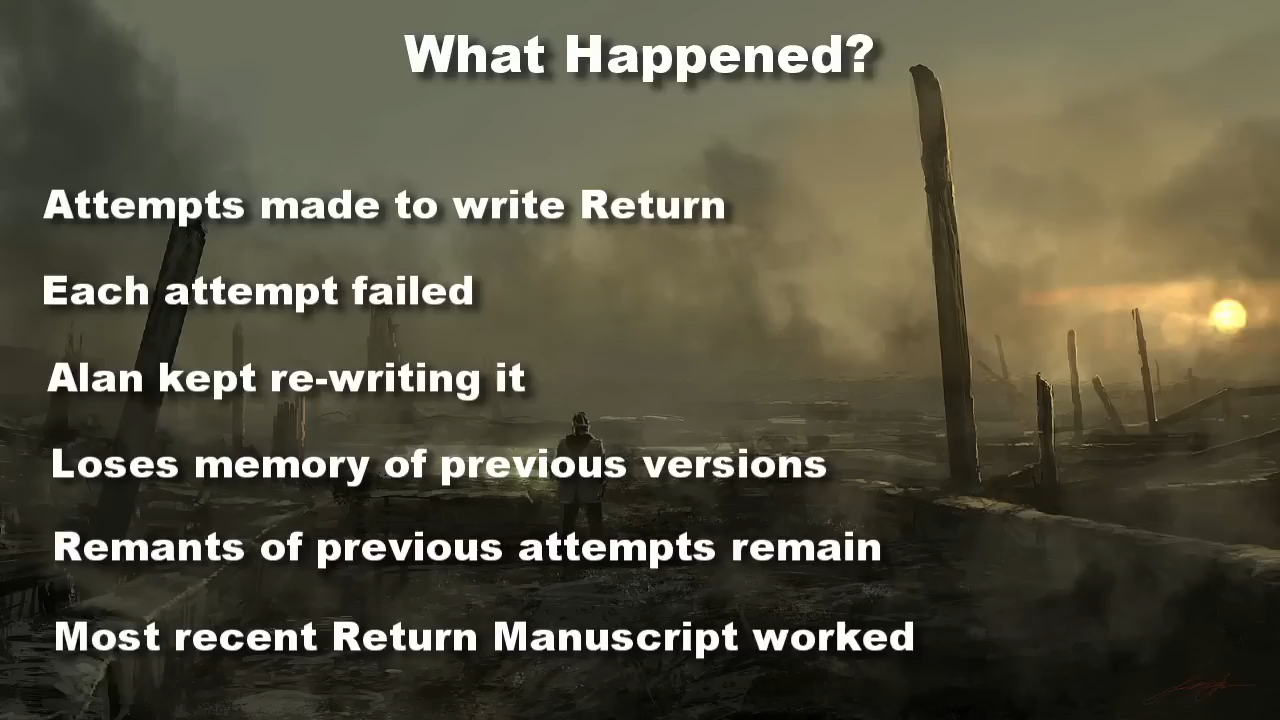 What Happened?
Attempts made to write Return
Each attempt failed
Alan kept re-writing it
Loses memory of previous versions
Remants of previous attempts remain
Most recent Return Manuscript worked